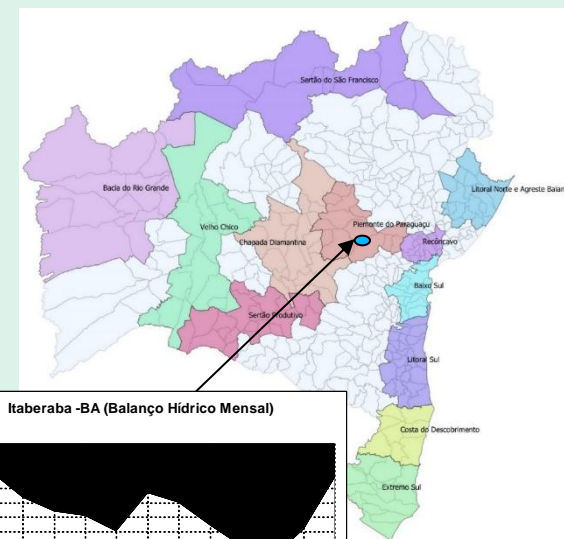 Sertão do São Francisco
Bacia do Rio Grande
Litoral Norte e Agreste Baian
Velho Chico
Piemonte do Paraguaçu
Chapada Diamantina
Recôncavo
Baixo Sul
Sertão Produtivo
Litoral Sul
Itaberaba -BA (Balanço Hídrico Mensal)
Costa do Descobrimento
Extremo Sul